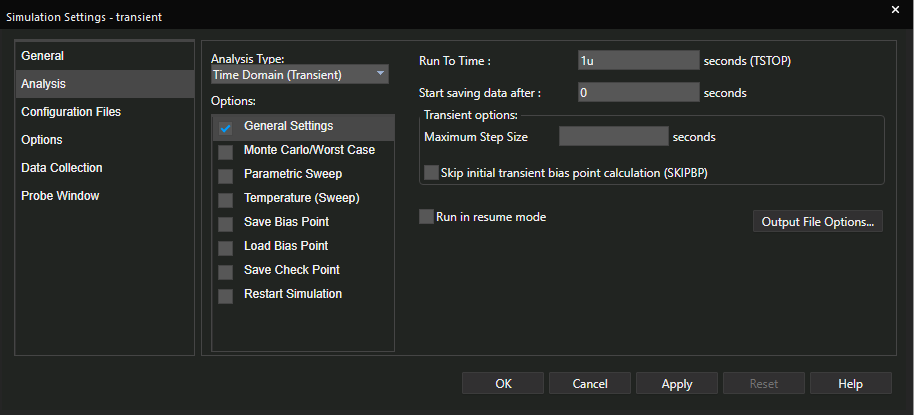 Simulation Settings - transient
General
Analysis
Configuration Files
Options
Data Collection
Probe Window
Analysis Type:
Time Domain (Transient)
Options:
General Settings
Monte Carlo/Worst Case
Parametric Sweep
Temperature (Sweep)
Save Bias Point
Load Bias Point
Save Check Point
Restart Simulation
Run To Time : 1u seconds (TSTOP)
Start saving data after : 0 seconds
Transient options:
Maximum Step Size seconds
Skip initial transient bias point calculation (SKIPBP)
Run in resume mode
Output File Options...
OK Cancel Apply Reset Help